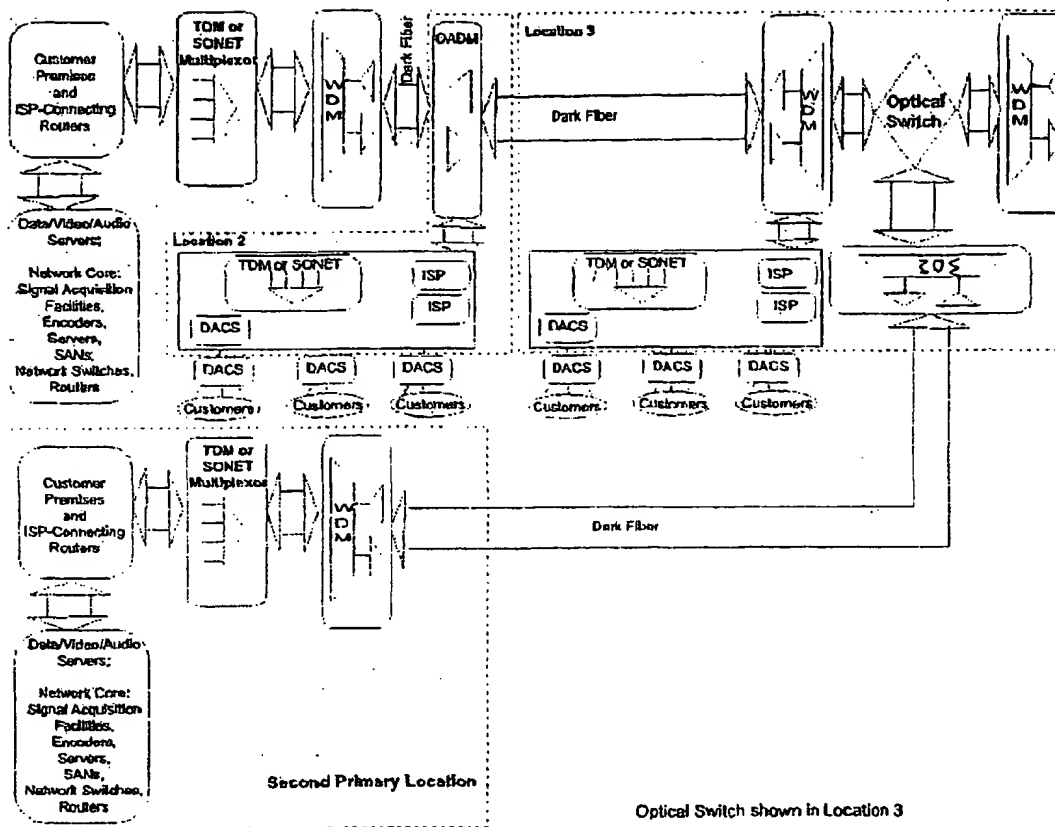 Customer
Premises
and
ISP-Connecting
Routers
TDM or
SONET
Multiplexor
WDM
Dark Fiber
OADM
Location 3
Dark Fiber
WDM
Optical
Switch
WDM
Data/Video/Audio
Servers;
Network Core:
Signal Acquisition
Facilities,
Encoders,
Servers,
SANs,
Network Switches,
Routers
Location 2
TDM or SONET
ISP
ISP
DACS
DACS
DACS
DACS
Customers
Customers
Customers
TDM or SONET
ISP
ISP
DACS
DACS
DACS
DACS
Customers
Customers
Customers
WDM
Customer
Premises
and
ISP-Connecting
Routers
TDM or
SONET
Multiplexor
WDM
Dark Fiber
Data/Video/Audio
Servers;
Network Core:
Signal Acquisition
Facilities,
Encoders,
Servers,
SANs,
Network Switches,
Routers
Second Primary Location
Optical Switch shown in Location 3